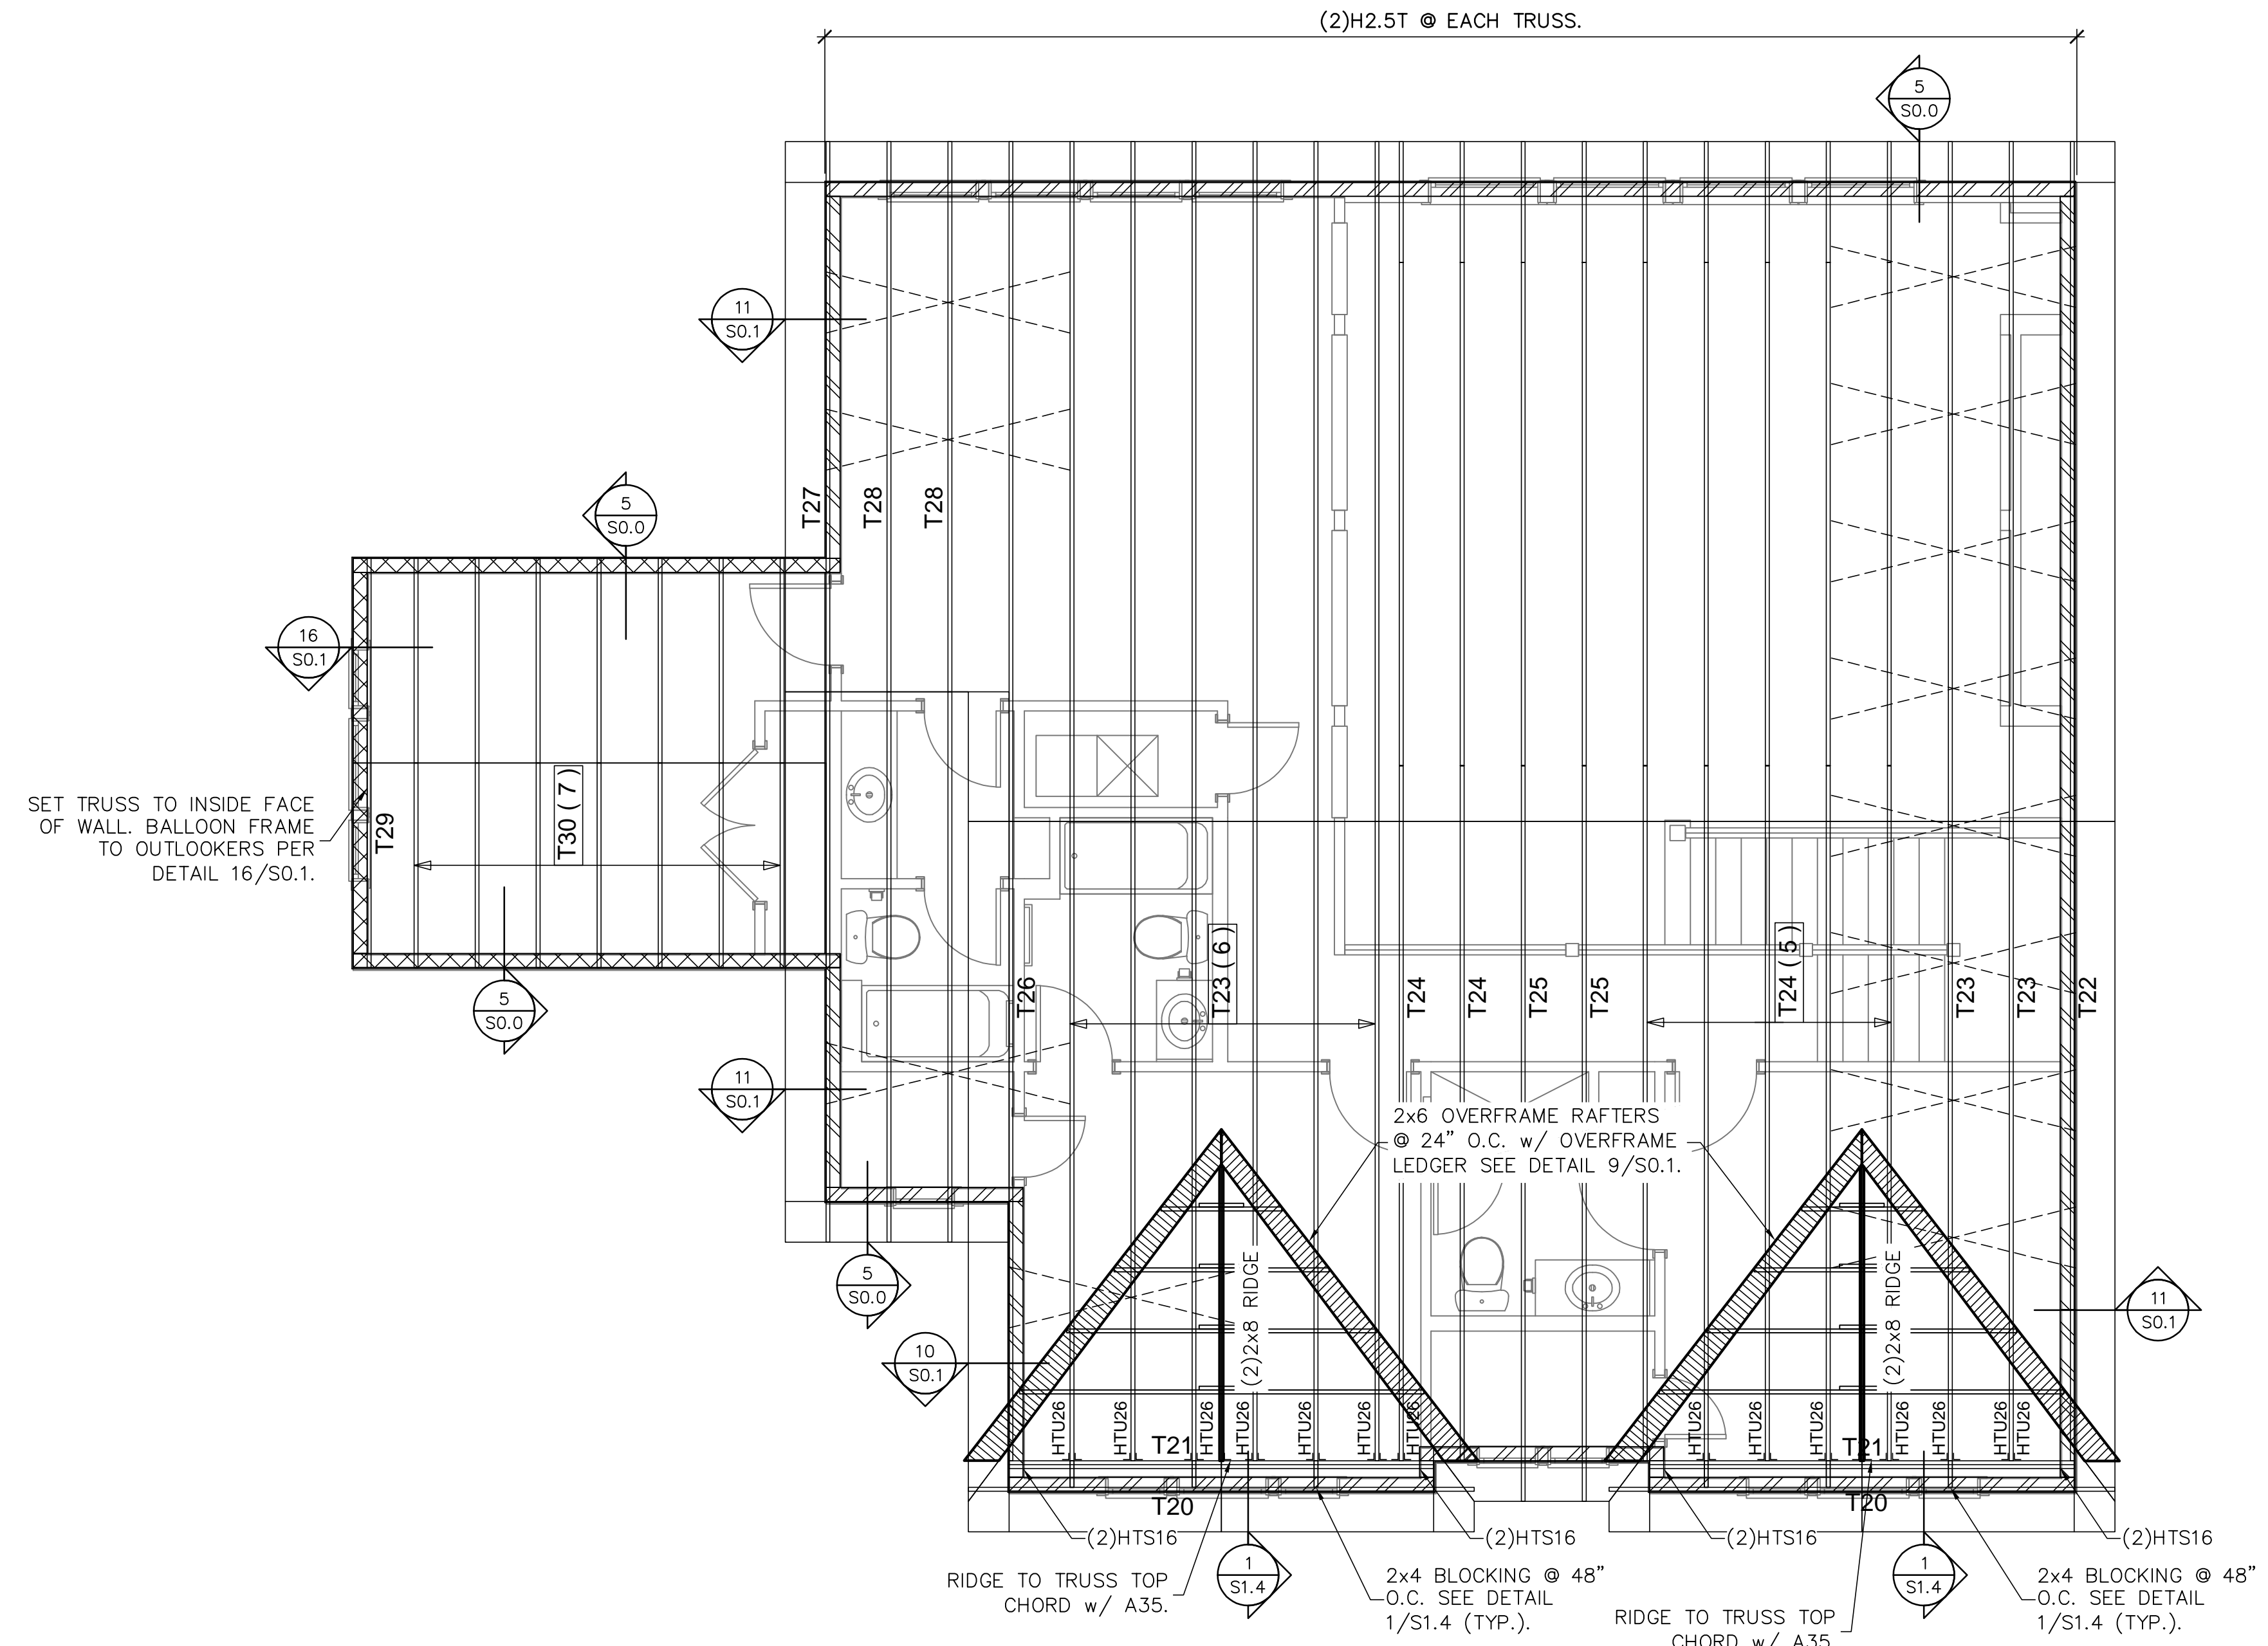 (2)H2.5T @ EACH TRUSS.
5
S0.0
11
S0.1
T27
T28
T28
5
S0.0
16
S0.1
SET TRUSS TO INSIDE FACE
OF WALL. BALLOON FRAME
TO OUTLOOKERS PER
DETAIL 16/S0.1.
T29
T30 ( 7 )
5
S0.0
T26
T23 ( 6 )
T24
T24
T25
T25
T24 ( 5 )
T23
T23
T22
11
S0.1
2x6 OVERFRAME RAFTERS
@ 24" O.C. w/ OVERFRAME
LEDGER SEE DETAIL 9/S0.1.
5
S0.0
(2)2x8 RIDGE
(2)2x8 RIDGE
11
S0.1
10
S0.1
HTU26
HTU26
HTU26
HTU26
HTU26
HTU26
HTU26
HTU26
HTU26
HTU26
HTU26
HTU26
HTU26
HTU26
T21
T21
T20
T20
(2)HTS16
(2)HTS16
(2)HTS16
(2)HTS16
RIDGE TO TRUSS TOP
CHORD w/ A35.
1
S1.4
2x4 BLOCKING @ 48"
O.C. SEE DETAIL
1/S1.4 (TYP.).
RIDGE TO TRUSS TOP
CHORD w/ A35
1
S1.4
2x4 BLOCKING @ 48"
O.C. SEE DETAIL
1/S1.4 (TYP.).